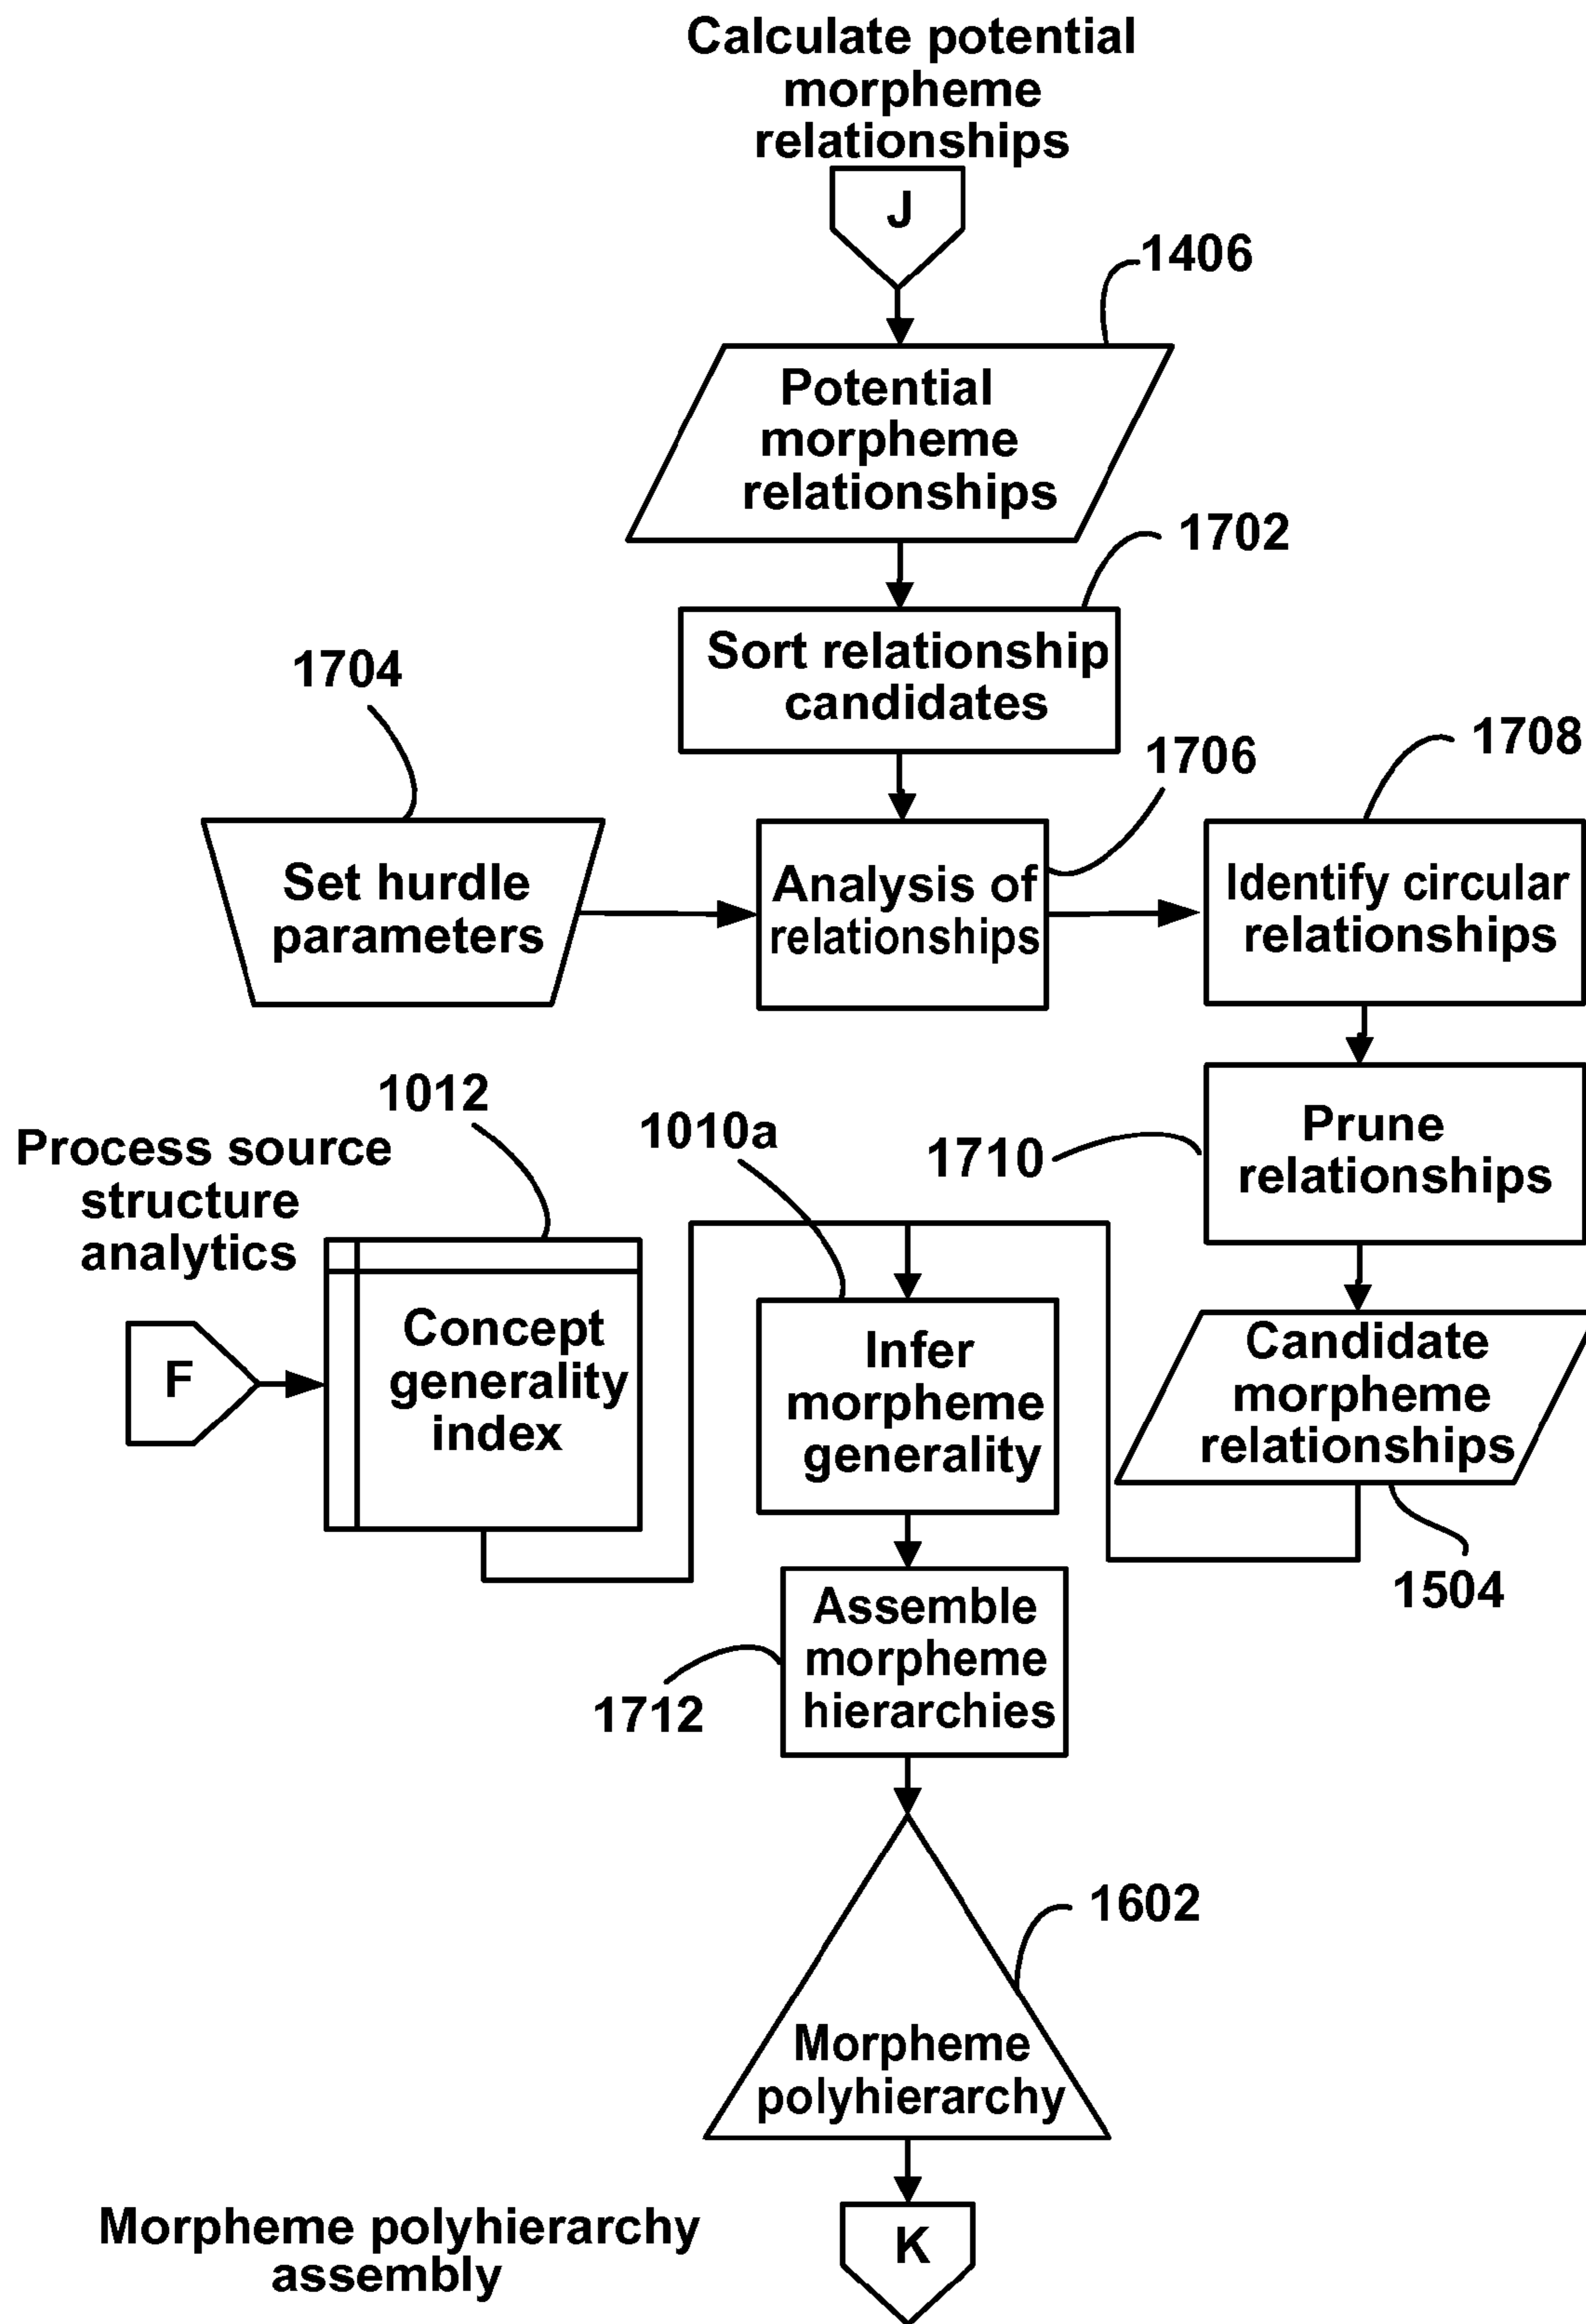 Calculate potential
morpheme
relationships
J
1406
Potential
morpheme
relationships
1702
Sort relationship
candidates
1704
1706
1708
Set hurdle
parameters
Analysis of
relationships
Identify circular
relationships
1012
Process source
structure
analytics
1010a
1710
Prune
relationships
F
Concept
generality
index
Infer
morpheme
generality
Candidate
morpheme
relationships
1504
Assemble
morpheme
hierarchies
1712
1602
Morpheme
polyhierarchy
Morpheme polyhierarchy
assembly
K